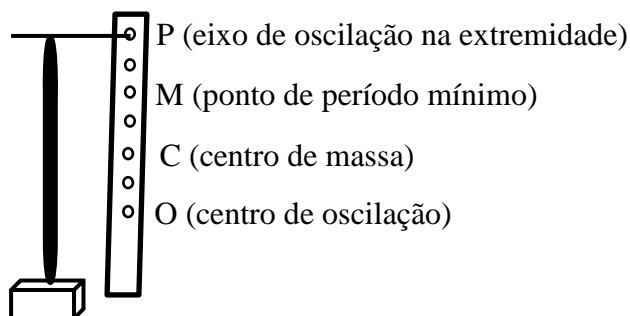 P (eixo de oscilação na extremidade)
M (ponto de período mínimo)
C (centro de massa)
O (centro de oscilação)